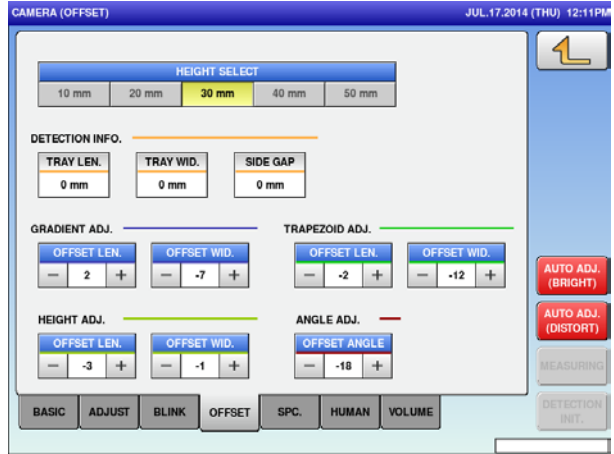 CAMERA (OFFSET) JUL.17.2014 (THU) 12:11PM
HEIGHT SELECT
10 mm 20 mm 30 mm 40 mm 50 mm
DETECTION INFO.
TRAY LEN. TRAY WID. SIDE GAP
0 mm 0 mm 0 mm
GRADIENT ADJ. TRAPEZOID ADJ.
OFFSET LEN. OFFSET WID. OFFSET LEN. OFFSET WID.
− 2 + − -7 + − -2 + − -12 +
AUTO ADJ.
(BRIGHT)
HEIGHT ADJ. ANGLE ADJ.
AUTO ADJ.
(DISTORT)
OFFSET LEN. OFFSET WID. OFFSET ANGLE
− -3 + − -1 + − -18 +
MEASURING
BASIC ADJUST BLINK OFFSET SPC. HUMAN VOLUME
DETECTION
INIT.